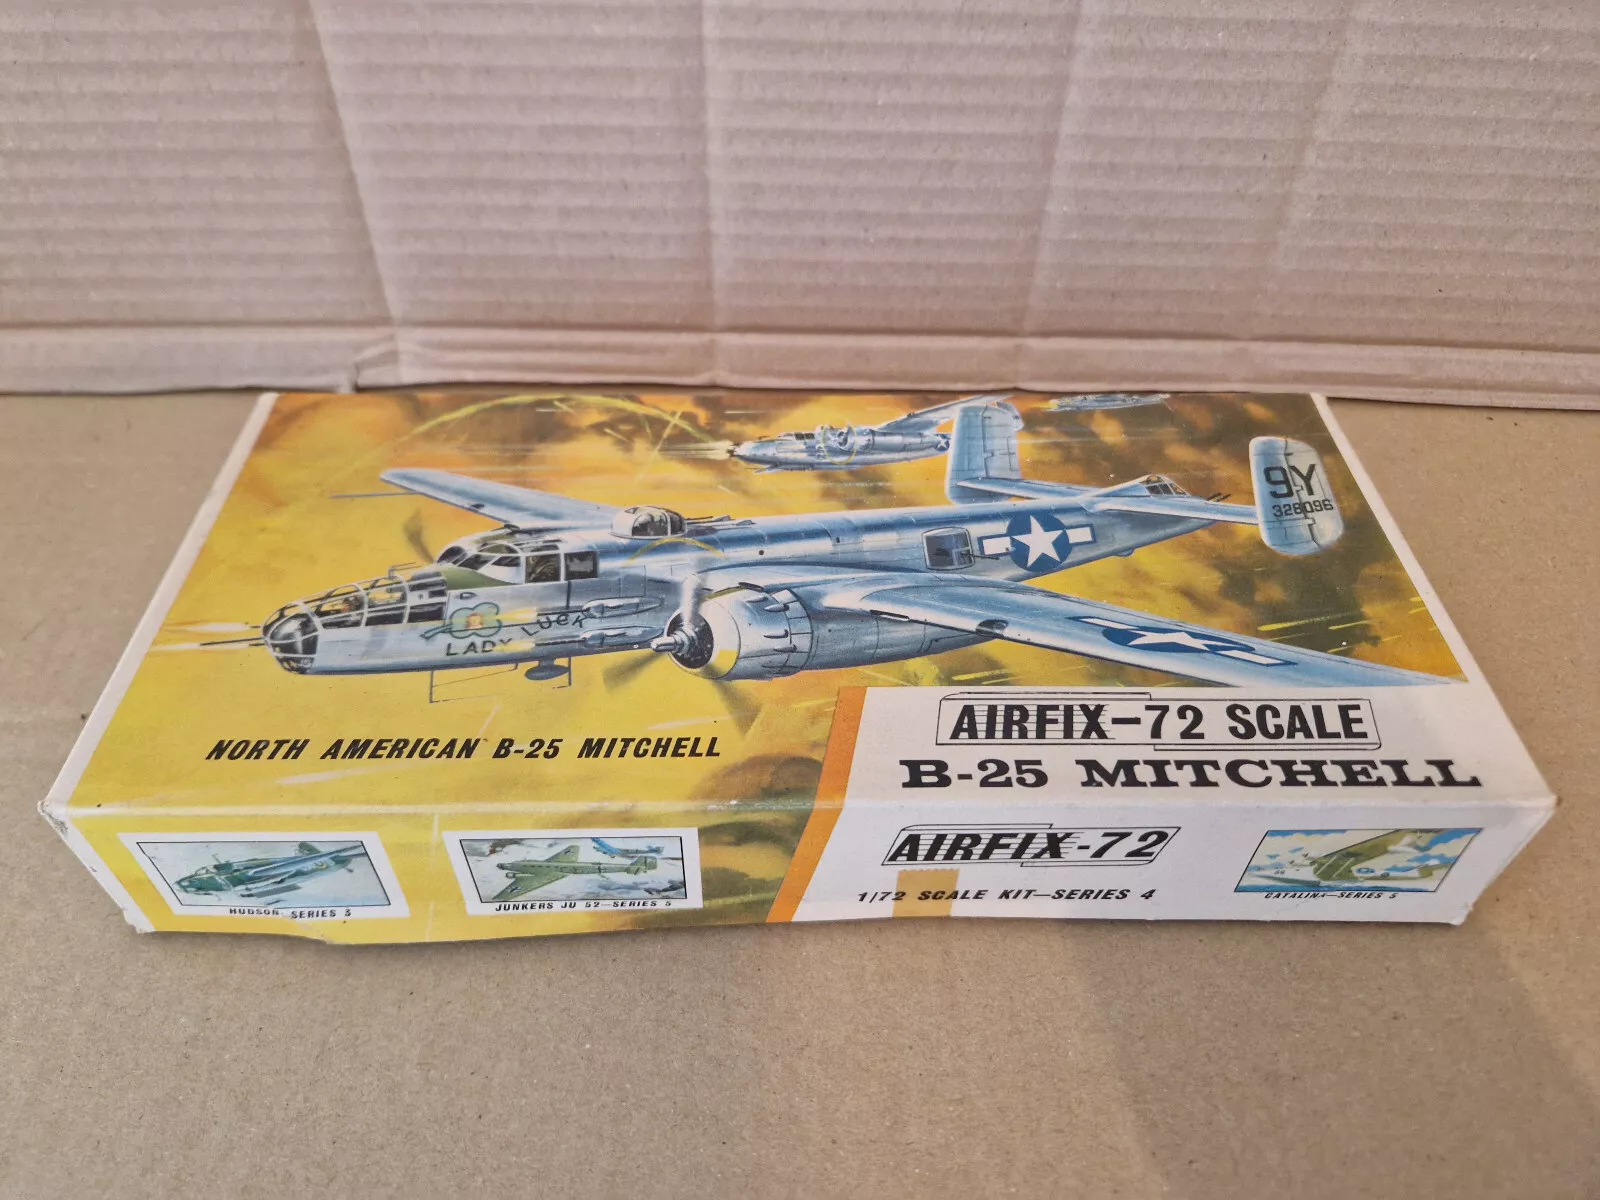 9Y
328096
LADY LUCK
NORTH AMERICAN B-25 MITCHELL
AIRFIX-72 SCALE
B-25 MITCHELL
HUDSON SERIES 3
JUNKERS JU 52-SERIES 5
AIRFIX-72
1/72 SCALE KIT-SERIES 4
CATALINA-SERIES 5